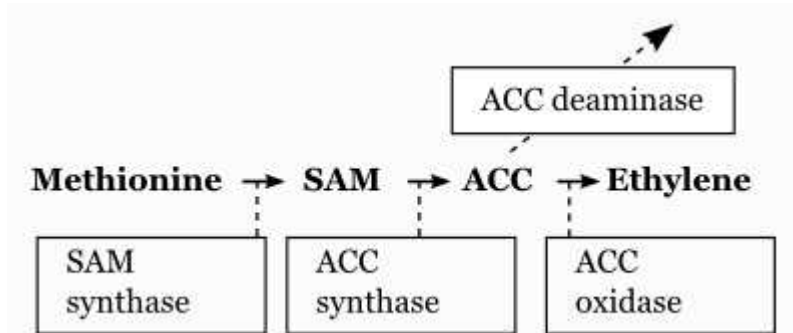 ACC deaminase
Methionine SAM ACC Ethylene
SAM
synthase
ACC
synthase
ACC
oxidase